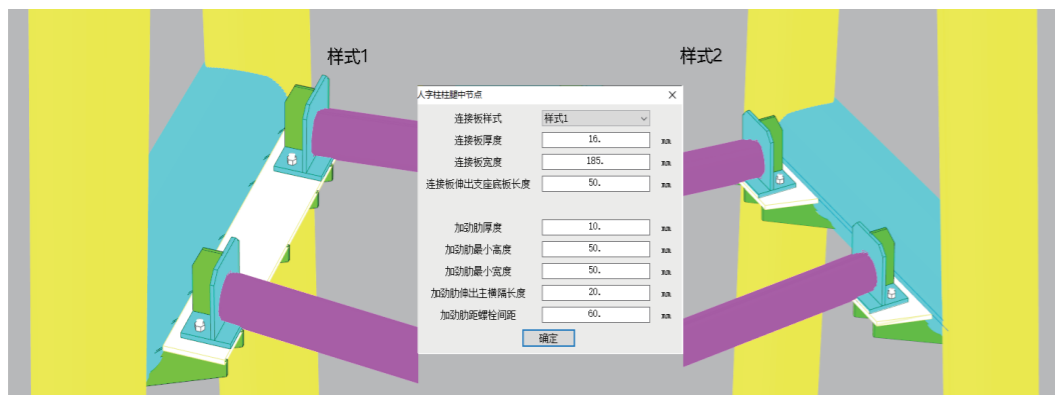 样式1
样式2
人字柱柱腿中节点
连接板样式 样式1
连接板厚度 16. mm
连接板宽度 185. mm
连接板伸出支座底板长度 50. mm
加劲肋厚度 10. mm
加劲肋最小高度 50. mm
加劲肋最小宽度 50. mm
加劲肋伸出主横隔长度 20. mm
加劲肋距螺栓间距 60. mm
确定